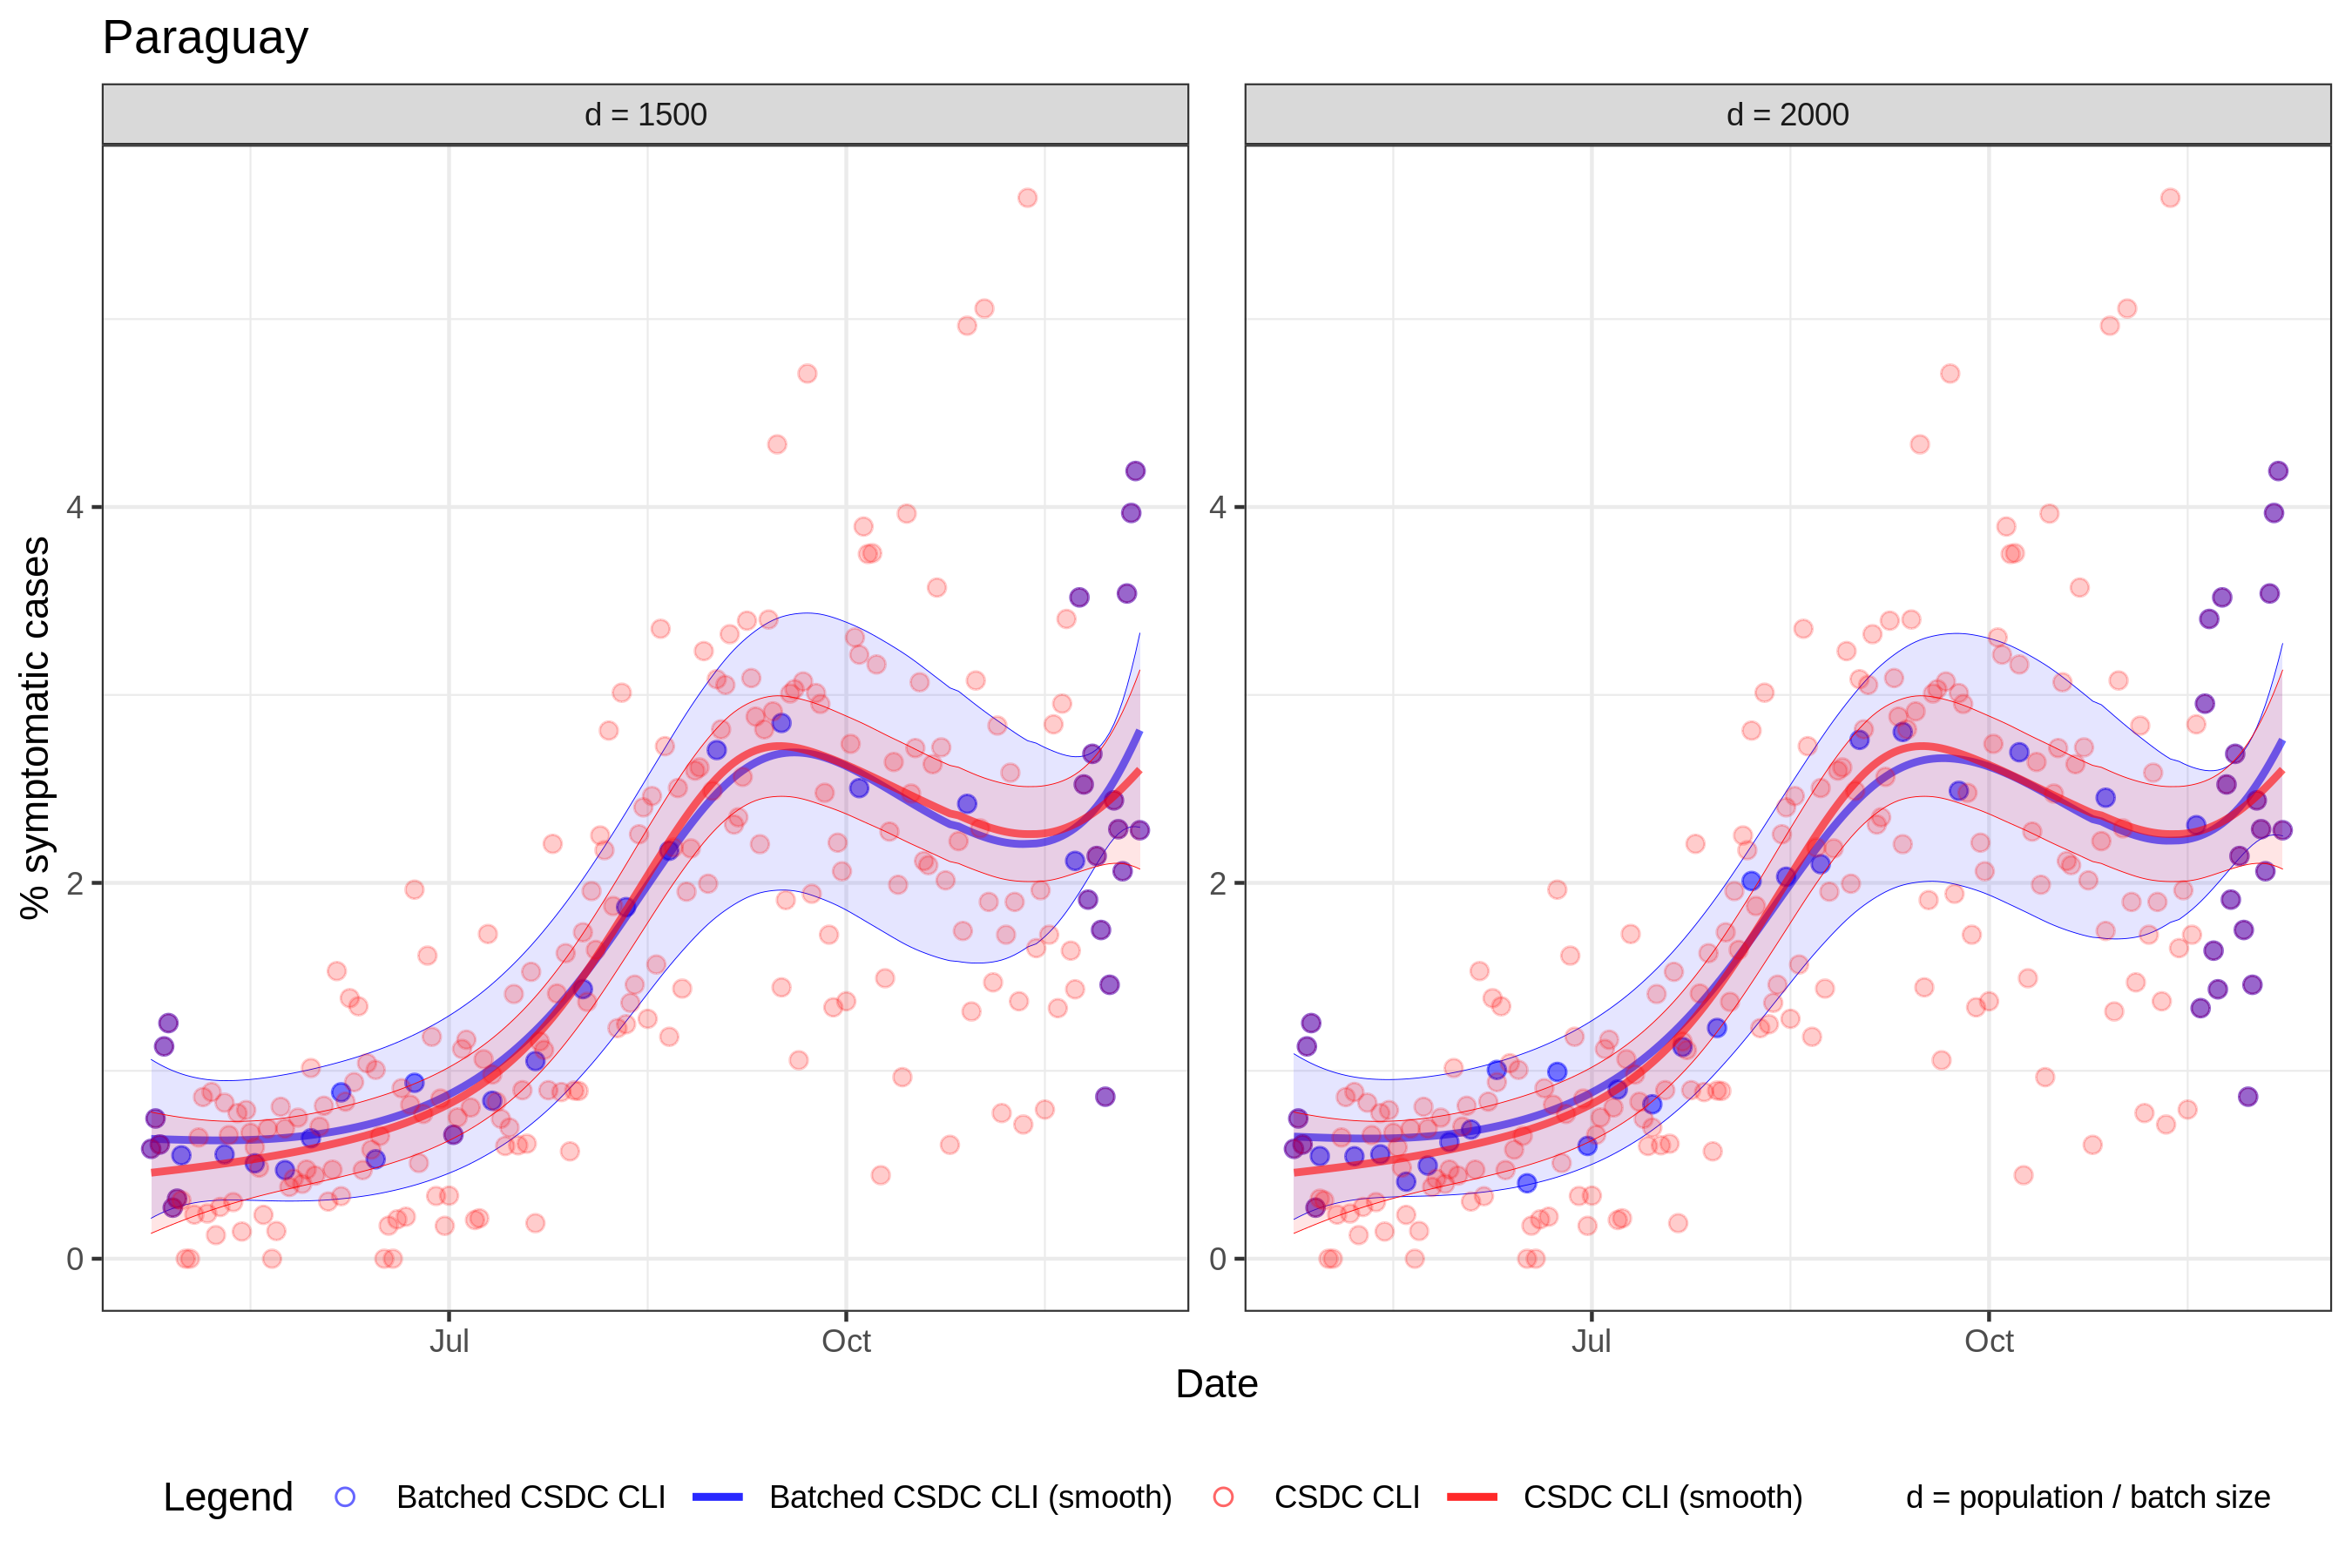 Paraguay
d = 1500
d = 2000
% symptomatic cases
4
2
0
4
2
0
Jul
Oct
Jul
Oct
Date
Legend
Batched CSDC CLI
Batched CSDC CLI (smooth)
CSDC CLI
CSDC CLI (smooth)
d = population / batch size